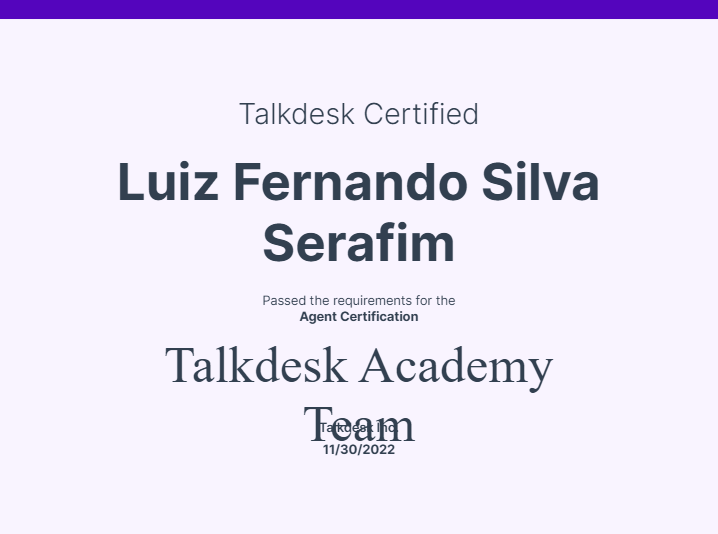 Talkdesk Certified
Luiz Fernando Silva
Serafim
Passed the requirements for the
Agent Certification
Talkdesk Academy
Team
Talkdesk Inc.
11/30/2022